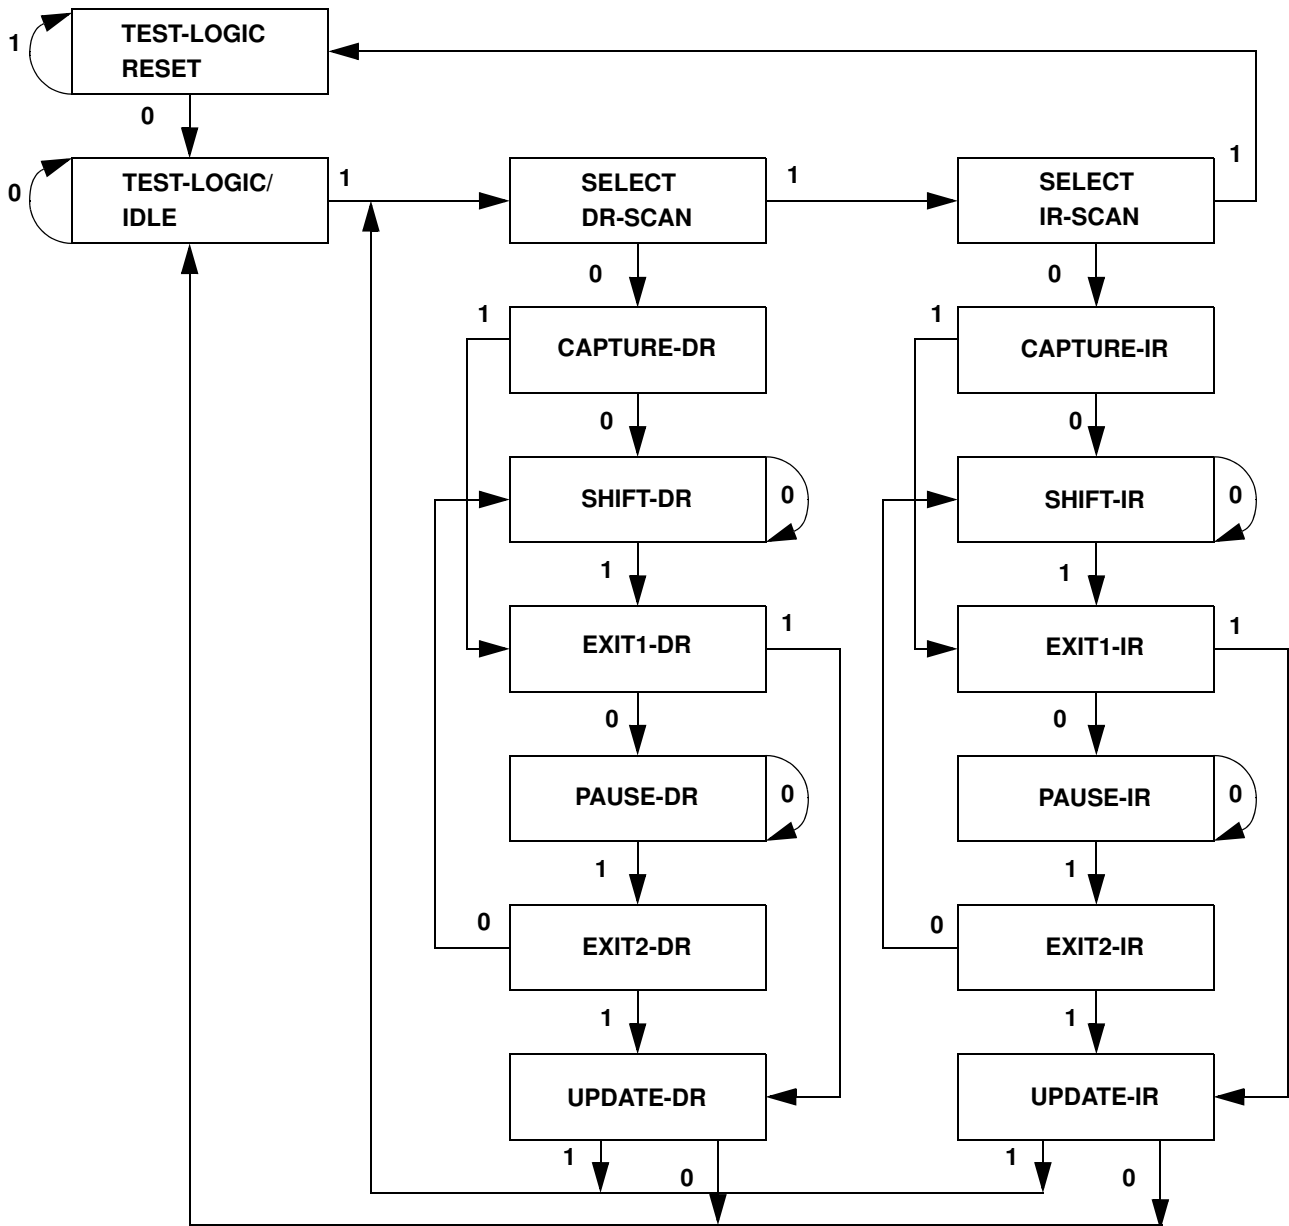 TEST-LOGIC
RESET
1
0
TEST-LOGIC/
IDLE
0
1
SELECT
DR-SCAN
1
SELECT
IR-SCAN
1
0
0
1
CAPTURE-DR
1
CAPTURE-IR
0
0
SHIFT-DR
0
SHIFT-IR
0
1
1
EXIT1-DR
1
EXIT1-IR
1
0
0
PAUSE-DR
0
PAUSE-IR
0
1
1
0
EXIT2-DR
0
EXIT2-IR
1
1
UPDATE-DR
UPDATE-IR
1
0
1
0